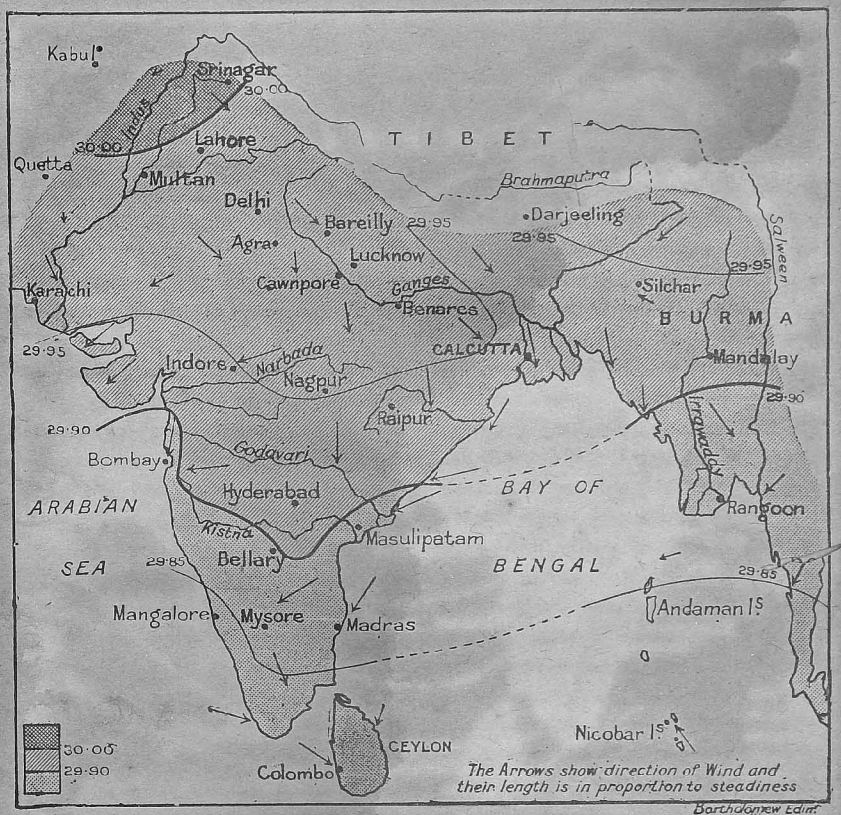 Kabul
Srinagar
30·00
Indus
Lahore
30·00
TIBET
Quetta
Multan
Brahmaputra
Delhi
Bareilly
29·95
Darjeeling
Salween
Agra
29·95
Lucknow
29·95
Karachi
Cawnpore
Ganges
Silchar
Benares
BURMA
29·95
Narbada
CALCUTTA
Indore
Mandalay
Nagpur
29·90
Raipur
Irrawaddy
29·90
Godavari
Bombay
Hyderabad
BAY OF
ARABIAN
Rangoon
Kistna
Masulipatam
Bellary
29·85
SEA
BENGAL
29·85
Mangalore
Mysore
Madras
Andaman Iˢ.
Nicobar Iˢ.
30·00
CEYLON
29·90
Colombo
The Arrows show direction of Wind and
their length is in proportion to steadiness
Bartholomew Edinʳ